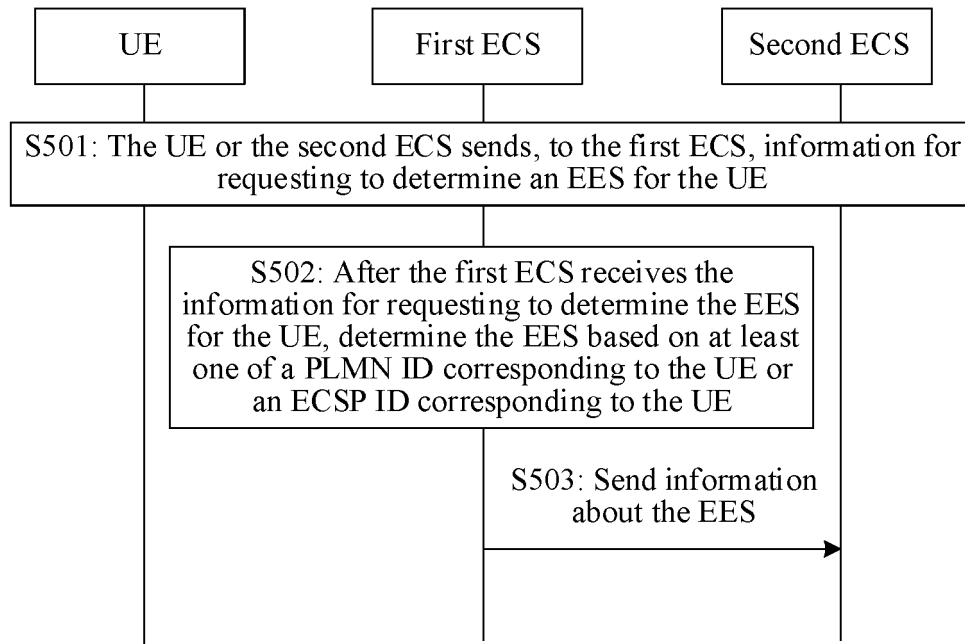 UE
First ECS
Second ECS
S501: The UE or the second ECS sends, to the first ECS, information for
requesting to determine an EES for the UE
S502: After the first ECS receives the
information for requesting to determine the EES
for the UE, determine the EES based on at least
one of a PLMN ID corresponding to the UE or
an ECSP ID corresponding to the UE
S503: Send information
about the EES